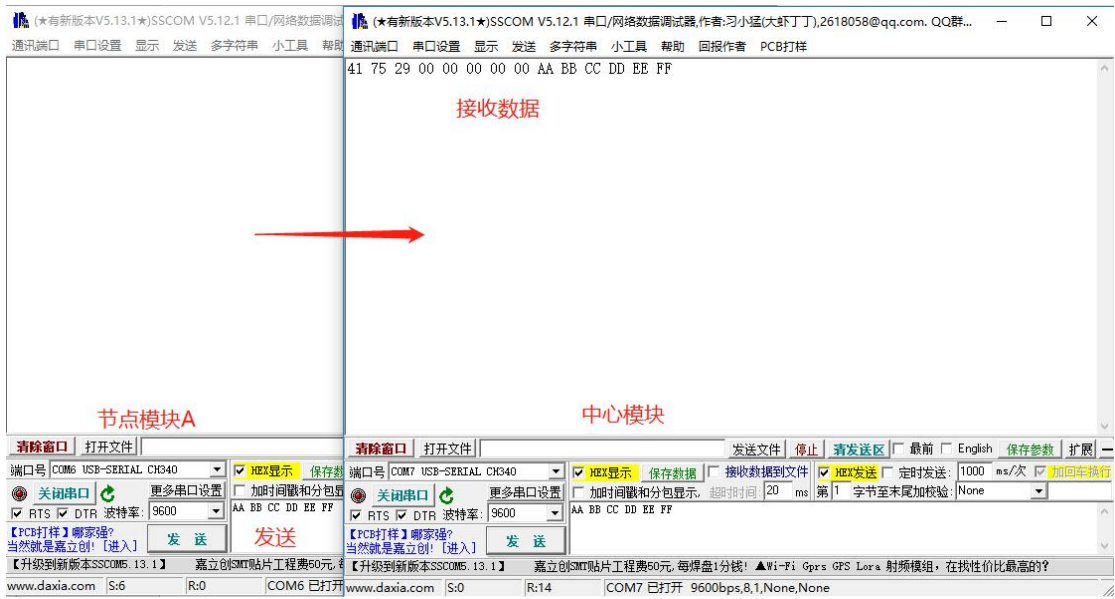 (★有新版本V5.13.1★)SSCOM V5.12.1 串口/网络数据调试
通讯端口 串口设置 显示 发送 多字符串 小工具 帮助
节点模块A
清除窗口 打开文件
端口号 COM6 USB-SERIAL CH340 HEX显示 保存数
关闭串口 更多串口设置 加时间戳和分包显
RTS DTR 波特率: 9600 AA BB CC DD EE FF
【PCB打样】哪家强?
当然就是嘉立创!【进入】 发 送 发送
【升级到新版本SSCOM5.13.1】 嘉立创SMT贴片工程费50元,
www.daxia.com S:6 R:0 COM6 已打开
(★有新版本V5.13.1★)SSCOM V5.12.1 串口/网络数据调试器,作者:习小猛(大虾丁丁),2618058@qq.com. QQ群...
通讯端口 串口设置 显示 发送 多字符串 小工具 帮助 回报作者 PCB打样
41 75 29 00 00 00 00 00 AA BB CC DD EE FF
接收数据
中心模块
清除窗口 打开文件 发送文件 停止 清发送区 最前 English 保存参数 扩展
端口号 COM7 USB-SERIAL CH340 HEX显示 保存数据 接收数据到文件 HEX发送 定时发送: 1000 ms/次 加回车换行
关闭串口 更多串口设置 加时间戳和分包显示, 超时时间: 20 ms 第 1 字节至末尾加校验: None
RTS DTR 波特率: 9600 AA BB CC DD EE FF
【PCB打样】哪家强?
当然就是嘉立创!【进入】 发 送
【升级到新版本SSCOM5.13.1】 嘉立创SMT贴片工程费50元,每焊盘1分钱! ▲Wi-Fi Gprs GPS Lora 射频模组,在找性价比最高的?
www.daxia.com S:0 R:14 COM7 已打开 9600bps,8,1,None,None